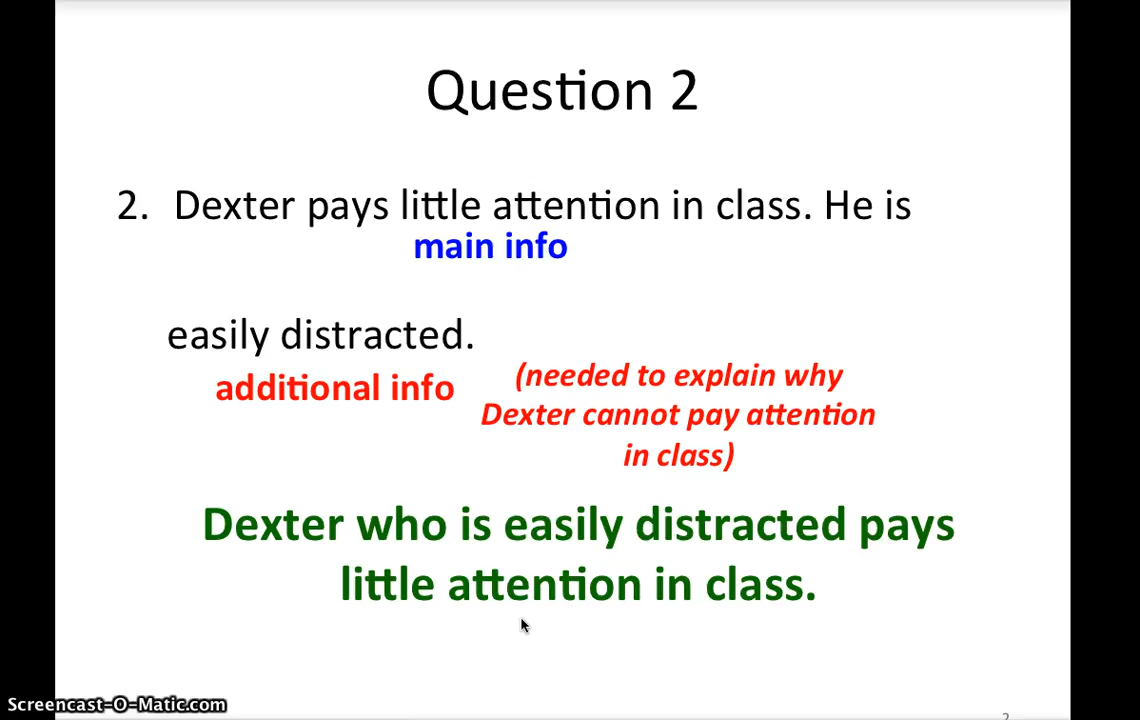 Question 2
2. Dexter pays little attention in class. He is
main info
easily distracted.
additional info
(needed to explain why
Dexter cannot pay attention
in class)
Dexter who is easily distracted pays
little attention in class.
Screencast-O-Matic.com
2